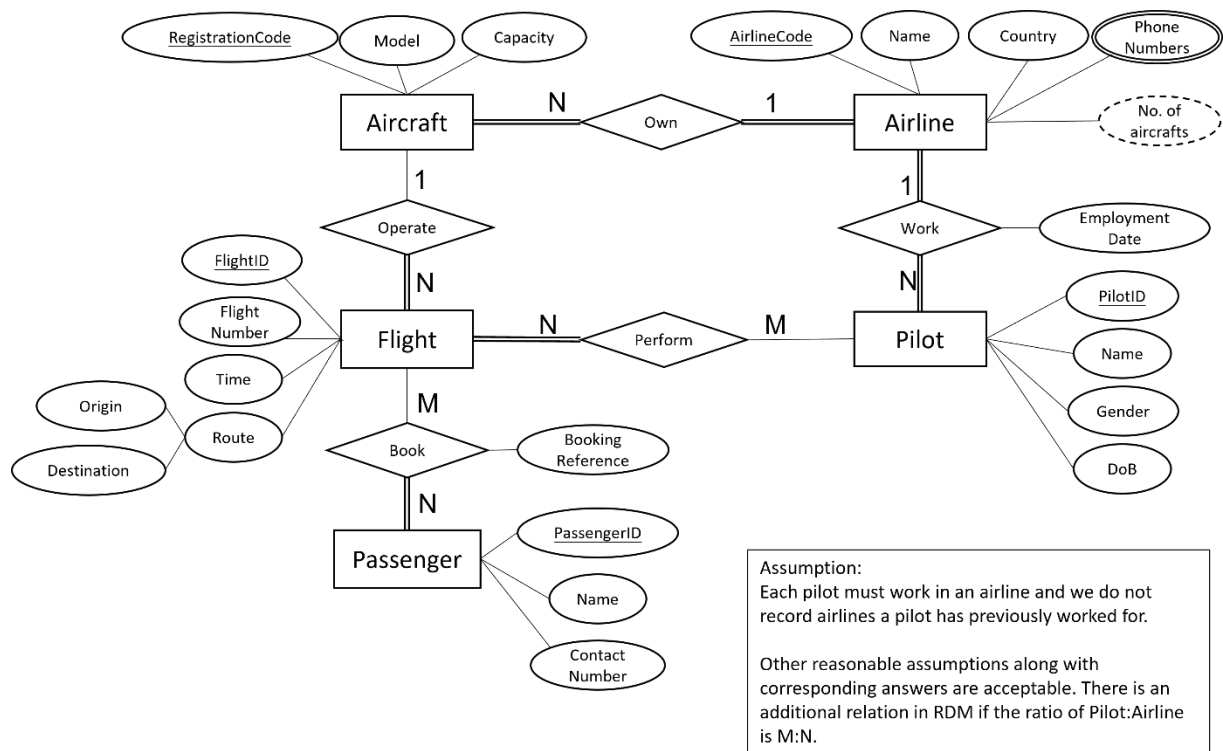 RegistrationCode
Model
Capacity
AirlineCode
Name
Country
Phone
Numbers
Aircraft
N
Own
1
Airline
No. of
aircrafts
1
Operate
N
1
Work
N
Employment
Date
FlightID
Flight
Number
Time
Route
Origin
Destination
Flight
N
Perform
M
Pilot
PilotID
Name
Gender
DoB
M
Book
N
Booking
Reference
Passenger
PassengerID
Name
Contact
Number
Assumption:
Each pilot must work in an airline and we do not
record airlines a pilot has previously worked for.
Other reasonable assumptions along with
corresponding answers are acceptable. There is an
additional relation in RDM if the ratio of Pilot:Airline
is M:N.